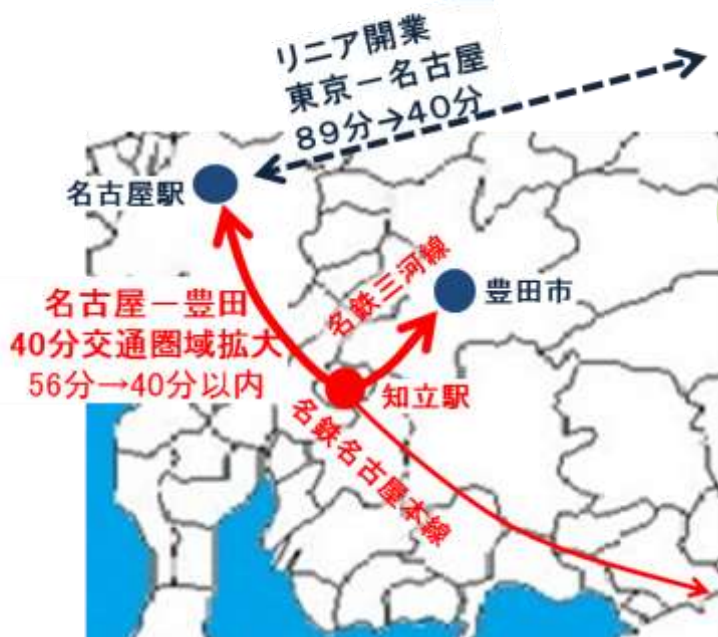 リニア開業
東京－名古屋
89分→40分
名古屋駅
名鉄三河線
豊田市
名古屋－豊田
40分交通圏域拡大
56分→40分以内
知立駅
名鉄名古屋本線